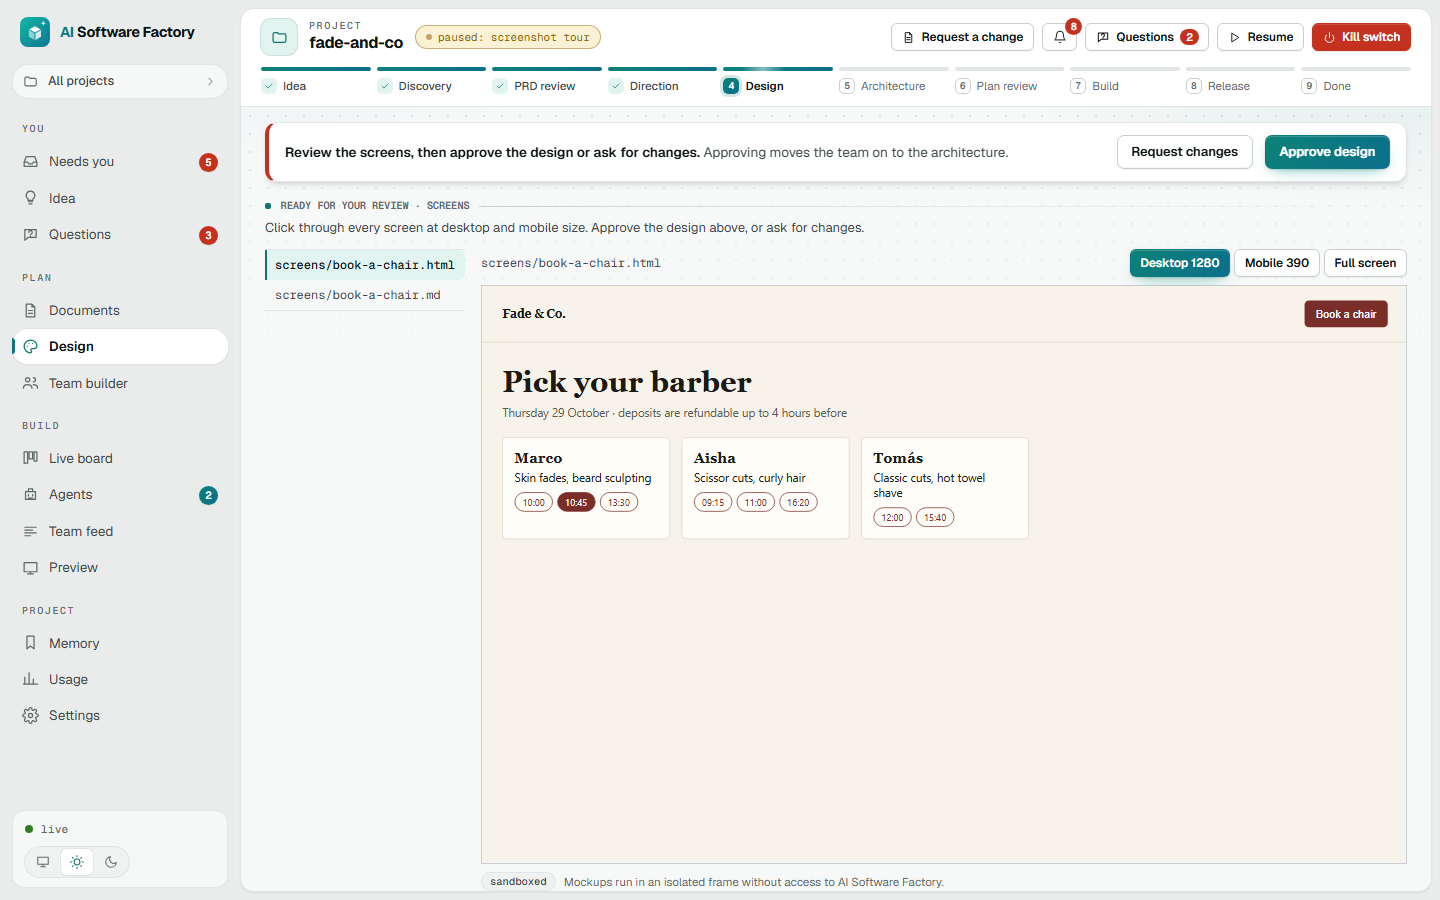 AI Software Factory
All projects
YOU
Needs you 5
Idea
Questions 3
PLAN
Documents
Design
Team builder
BUILD
Live board
Agents 2
Team feed
Preview
PROJECT
Memory
Usage
Settings
live
PROJECT
fade-and-co
paused: screenshot tour
Request a change
8
Questions 2
Resume
Kill switch
Idea
Discovery
PRD review
Direction
4 Design
5 Architecture
6 Plan review
7 Build
8 Release
9 Done
Review the screens, then approve the design or ask for changes. Approving moves the team on to the architecture.
Request changes
Approve design
READY FOR YOUR REVIEW · SCREENS
Click through every screen at desktop and mobile size. Approve the design above, or ask for changes.
screens/book-a-chair.html
screens/book-a-chair.md
screens/book-a-chair.html
Desktop 1280
Mobile 390
Full screen
Fade & Co.
Book a chair
Pick your barber
Thursday 29 October · deposits are refundable up to 4 hours before
Marco
Skin fades, beard sculpting
10:00 10:45 13:30
Aisha
Scissor cuts, curly hair
09:15 11:00 16:20
Tomás
Classic cuts, hot towel
shave
12:00 15:40
sandboxed
Mockups run in an isolated frame without access to AI Software Factory.